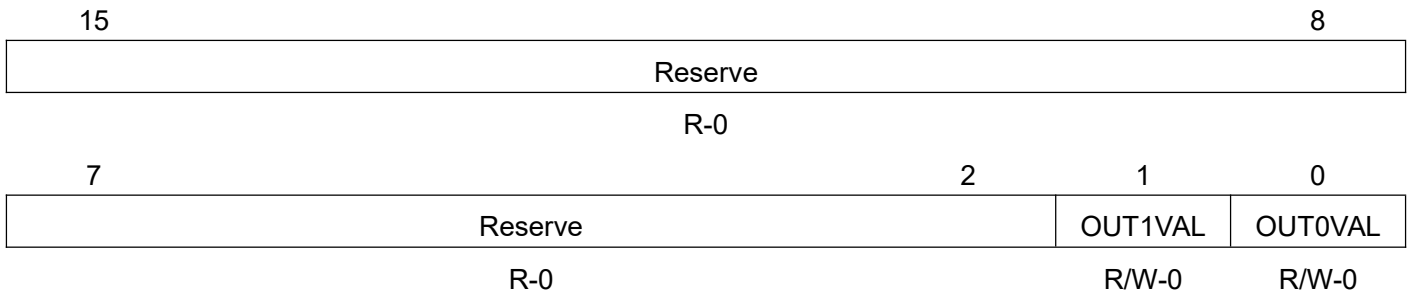 15 8
Reserve
R-0
7 2 1 0
Reserve OUT1VAL OUT0VAL
R-0 R/W-0 R/W-0